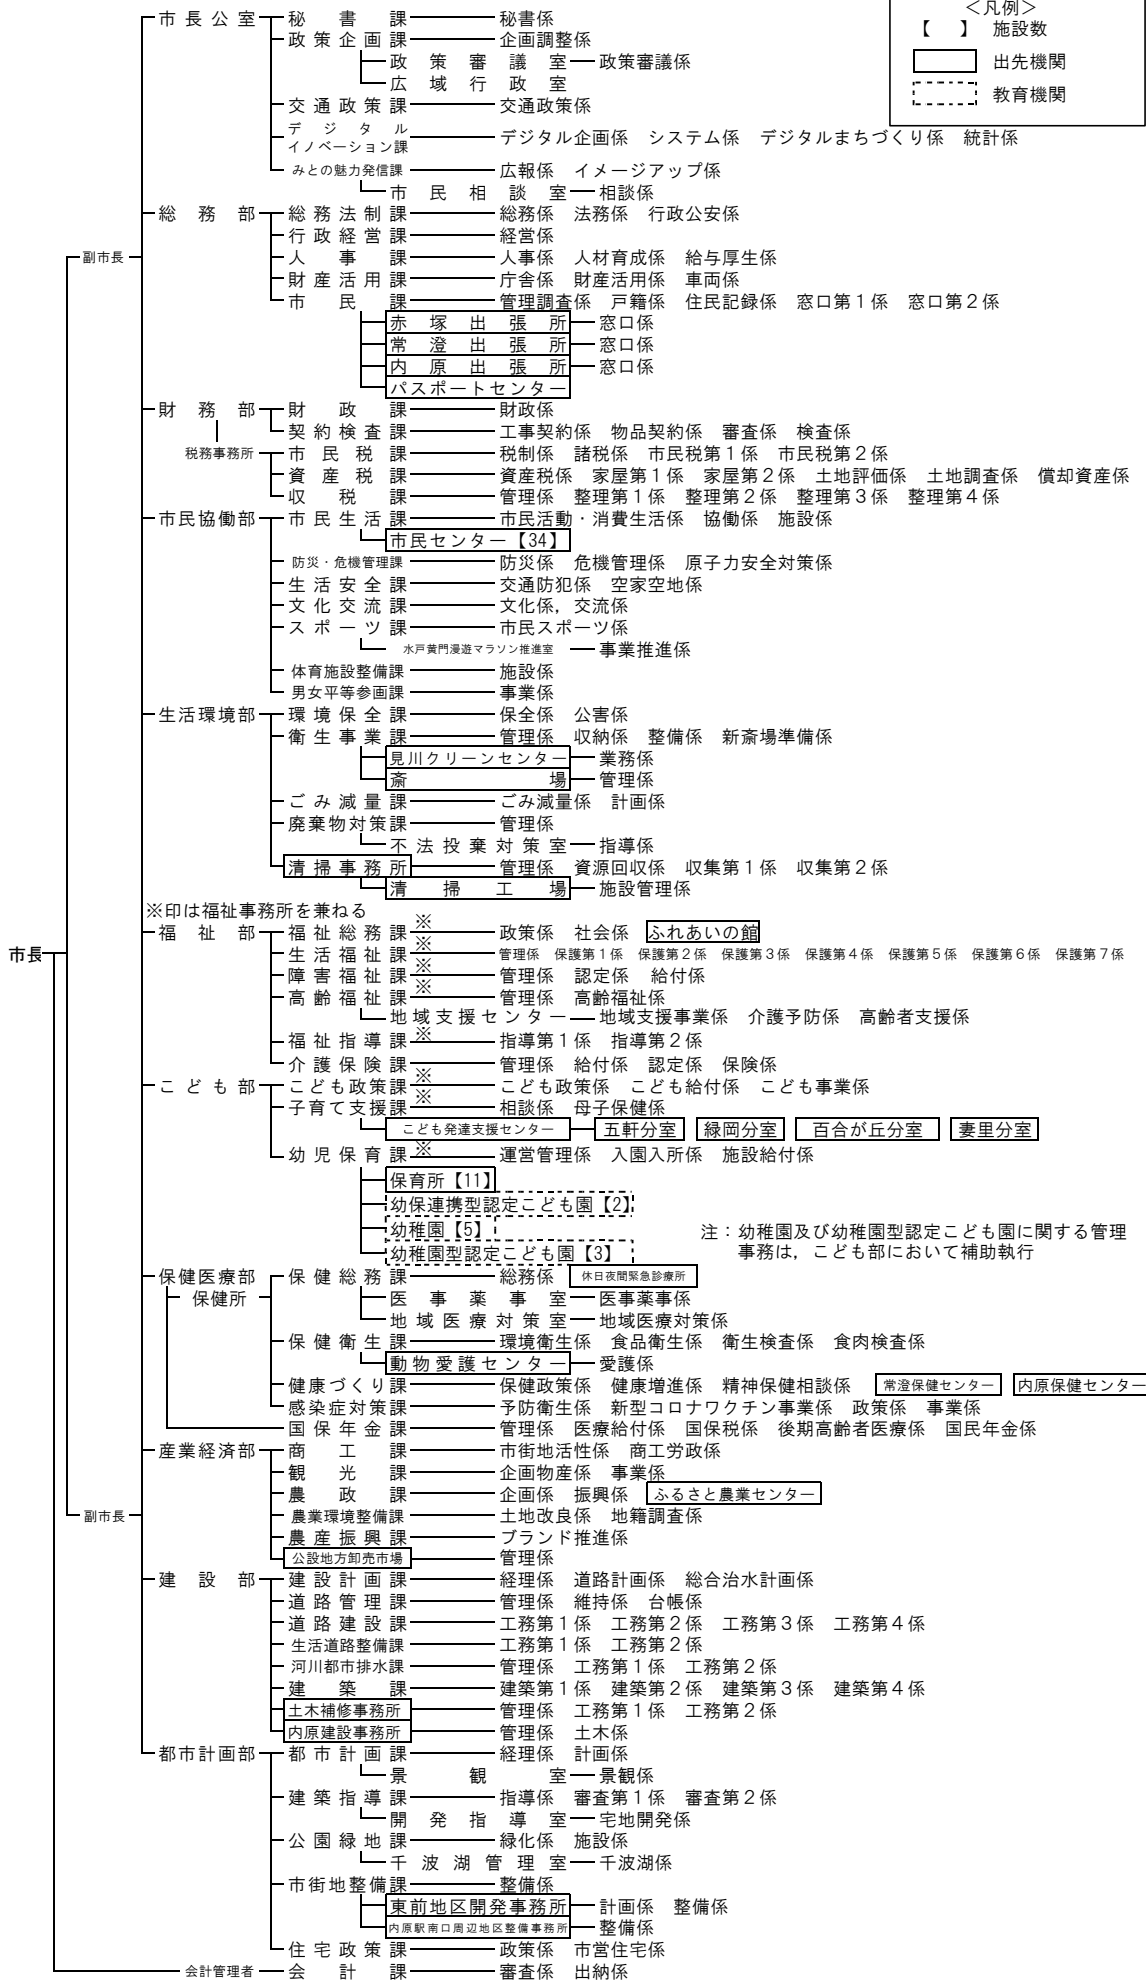 ＜凡例＞
【　】 施設数
出先機関
教育機関
市長公室 秘書課 秘書係
政策企画課 企画調整係
政策審議室 政策審議係
広域行政室
交通政策課 交通政策係
デジタル
イノベーション課 デジタル企画係 システム係 デジタルまちづくり係 統計係
みとの魅力発信課 広報係 イメージアップ係
市民相談室 相談係
総務部 総務法制課 総務係 法務係 行政公安係
行政経営課 経営係
副市長 人事課 人事係 人材育成係 給与厚生係
財産活用課 庁舎係 財産活用係 車両係
市民課 管理調査係 戸籍係 住民記録係 窓口第１係 窓口第２係
赤塚出張所 窓口係
常澄出張所 窓口係
内原出張所 窓口係
パスポートセンター
財務部 財政課 財政係
契約検査課 工事契約係 物品契約係 審査係 検査係
税務事務所 市民税課 税制係 諸税係 市民税第１係 市民税第２係
資産税課 資産税係 家屋第１係 家屋第２係 土地評価係 土地調査係 償却資産係
収税課 管理係 整理第１係 整理第２係 整理第３係 整理第４係
市民協働部 市民生活課 市民活動・消費生活係 協働係 施設係
市民センター【34】
防災・危機管理課 防災係 危機管理係 原子力安全対策係
生活安全課 交通防犯係 空家空地係
文化交流課 文化係，交流係
スポーツ課 市民スポーツ係
水戸黄門漫遊マラソン推進室 事業推進係
体育施設整備課 施設係
男女平等参画課 事業係
生活環境部 環境保全課 保全係 公害係
衛生事業課 管理係 収納係 整備係 新斎場準備係
見川クリーンセンター 業務係
斎場 管理係
ごみ減量課 ごみ減量係 計画係
廃棄物対策課 管理係
不法投棄対策室 指導係
清掃事務所 管理係 資源回収係 収集第１係 収集第２係
清掃工場 施設管理係
※印は福祉事務所を兼ねる
福祉部 福祉総務課 ※ 政策係 社会係 ふれあいの館
市長 生活福祉課 ※ 管理係 保護第１係 保護第２係 保護第３係 保護第４係 保護第５係 保護第６係 保護第７係
障害福祉課 ※ 管理係 認定係 給付係
高齢福祉課 ※ 管理係 高齢福祉係
地域支援センター 地域支援事業係 介護予防係 高齢者支援係
福祉指導課 ※ 指導第１係 指導第２係
介護保険課 管理係 給付係 認定係 保険係
こども部 こども政策課 ※ こども政策係 こども給付係 こども事業係
子育て支援課 ※ 相談係 母子保健係
こども発達支援センター 五軒分室 緑岡分室 百合が丘分室 妻里分室
幼児保育課 ※ 運営管理係 入園入所係 施設給付係
保育所【11】
幼保連携型認定こども園【2】
幼稚園【5】
幼稚園型認定こども園【3】
注：幼稚園及び幼稚園型認定こども園に関する管理
事務は，こども部において補助執行
保健医療部 保健総務課 総務係 休日夜間緊急診療所
保健所 医事薬事室 医事薬事係
地域医療対策室 地域医療対策係
保健衛生課 環境衛生係 食品衛生係 衛生検査係 食肉検査係
動物愛護センター 愛護係
健康づくり課 保健政策係 健康増進係 精神保健相談係 常澄保健センター 内原保健センター
感染症対策課 予防衛生係 新型コロナワクチン事業係 政策係 事業係
国保年金課 管理係 医療給付係 国保税係 後期高齢者医療係 国民年金係
産業経済部 商工課 市街地活性係 商工労政係
観光課 企画物産係 事業係
農政課 企画係 振興係 ふるさと農業センター
副市長 農業環境整備課 土地改良係 地籍調査係
農産振興課 ブランド推進係
公設地方卸売市場 管理係
建設部 建設計画課 経理係 道路計画係 総合治水計画係
道路管理課 管理係 維持係 台帳係
道路建設課 工務第１係 工務第２係 工務第３係 工務第４係
生活道路整備課 工務第１係 工務第２係
河川都市排水課 管理係 工務第１係 工務第２係
建築課 建築第１係 建築第２係 建築第３係 建築第４係
土木補修事務所 管理係 工務第１係 工務第２係
内原建設事務所 管理係 土木係
都市計画部 都市計画課 経理係 計画係
景観室 景観係
建築指導課 指導係 審査第１係 審査第２係
開発指導室 宅地開発係
公園緑地課 緑化係 施設係
千波湖管理室 千波湖係
市街地整備課 整備係
東前地区開発事務所 計画係 整備係
内原駅南口周辺地区整備事務所 整備係
住宅政策課 政策係 市営住宅係
会計管理者 会計課 審査係 出納係